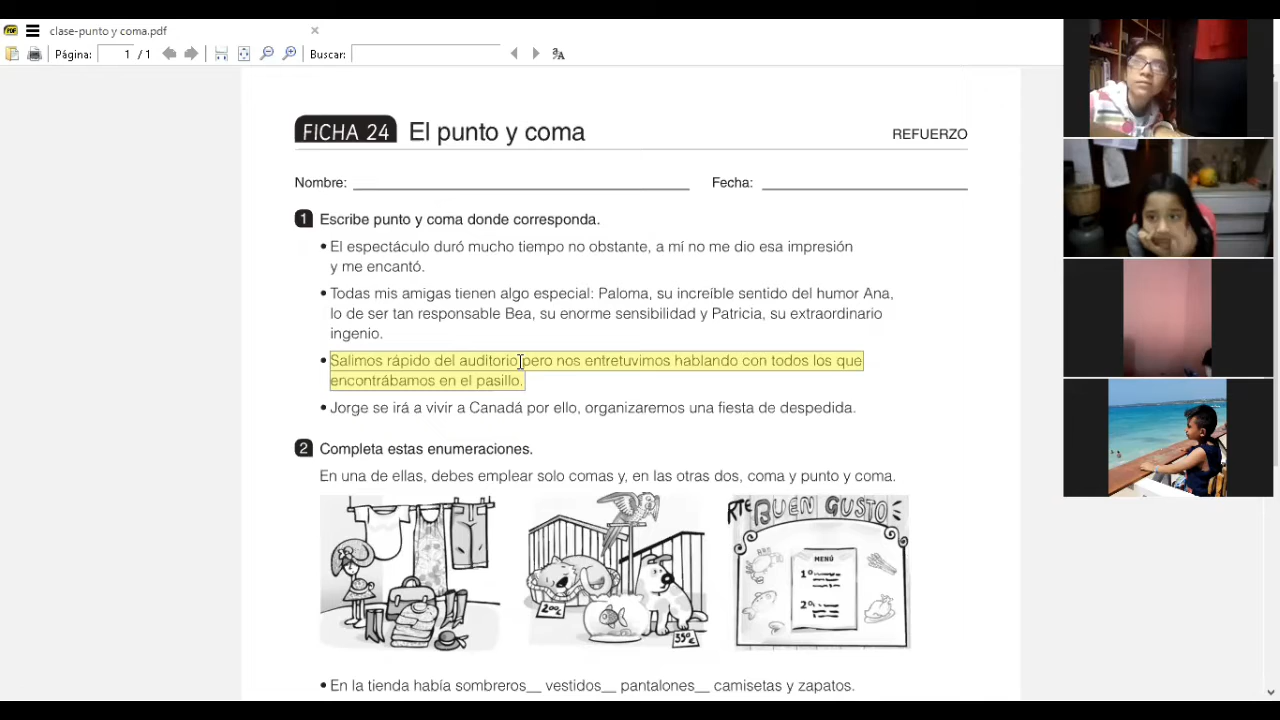 clase-punto y coma.pdf
Página: 1 / 1 Buscar:
FICHA 24 El punto y coma REFUERZO
Nombre: Fecha:
1 Escribe punto y coma donde corresponda.
• El espectáculo duró mucho tiempo no obstante, a mí no me dio esa impresión
y me encantó.
• Todas mis amigas tienen algo especial: Paloma, su increíble sentido del humor Ana,
lo de ser tan responsable Bea, su enorme sensibilidad y Patricia, su extraordinario
ingenio.
• Salimos rápido del auditorio pero nos entretuvimos hablando con todos los que
encontrábamos en el pasillo.
• Jorge se irá a vivir a Canadá por ello, organizaremos una fiesta de despedida.
2 Completa estas enumeraciones.
En una de ellas, debes emplear solo comas y, en las otras dos, coma y punto y coma.
RTE BUEN GUSTO
MENÚ
1º
2º
200€
350€
• En la tienda había sombreros__ vestidos__ pantalones__ camisetas y zapatos.